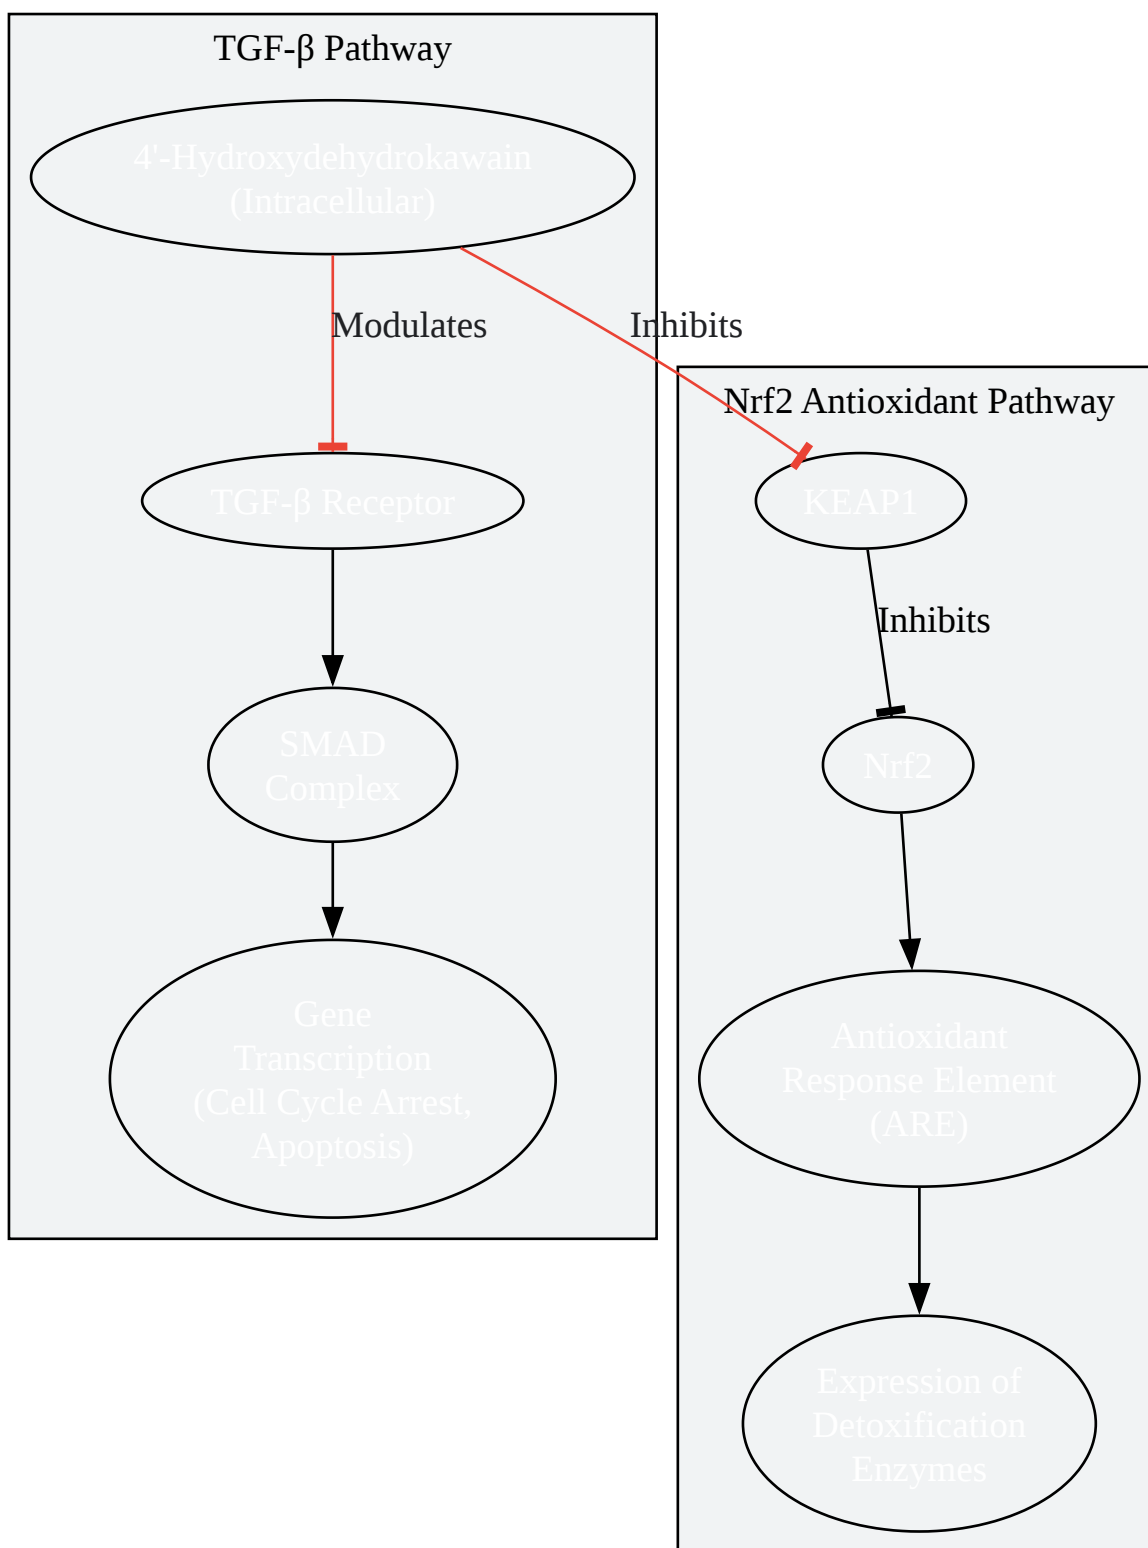 TGF-β Pathway
4'-Hydroxydehydrokawain
(Intracellular)
Modulates
Inhibits
TGF-β Receptor
SMAD
Complex
Gene
Transcription
(Cell Cycle Arrest,
Apoptosis)
Nrf2 Antioxidant Pathway
KEAP1
Inhibits
Nrf2
Antioxidant
Response Element
(ARE)
Expression of
Detoxification
Enzymes